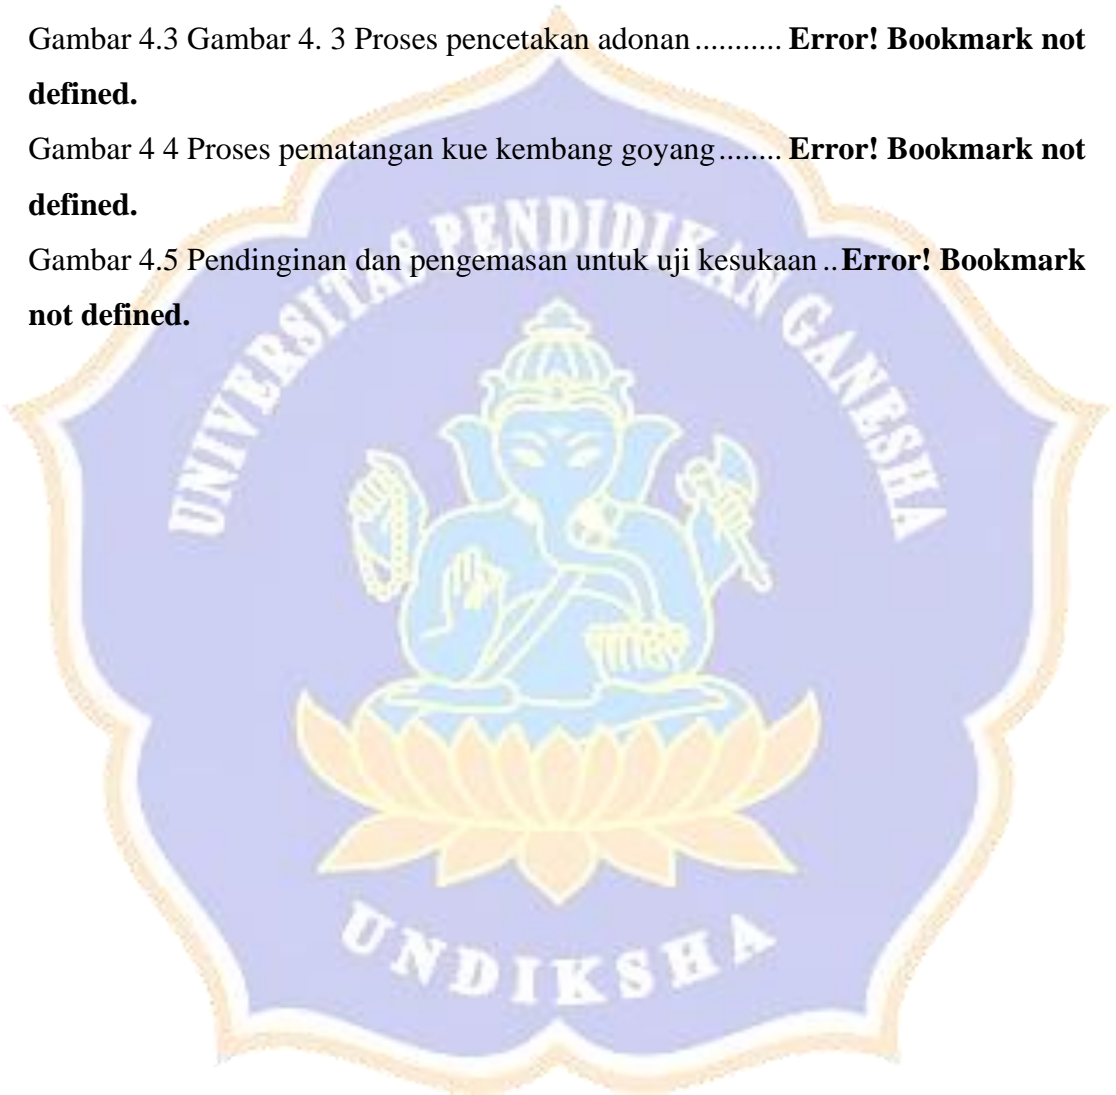 Gambar 4.3 Gambar 4. 3 Proses pencetakan adonan ........... Error! Bookmark not
defined.
Gambar 4 4 Proses pematangan kue kembang goyang ........ Error! Bookmark not
defined.
Gambar 4.5 Pendinginan dan pengemasan untuk uji kesukaan .. Error! Bookmark
not defined.
UNIVERSITAS PENDIDIKAN GANESHA
UNDIKSHA